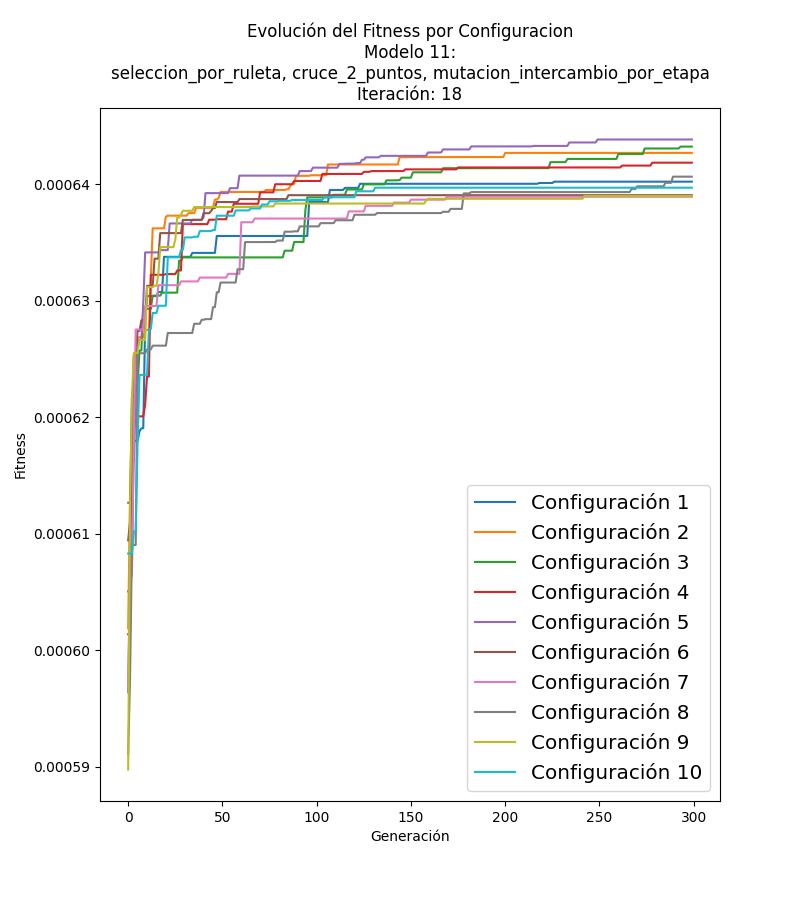 Evolución del Fitness por Configuracion
Modelo 11:
seleccion_por_ruleta, cruce_2_puntos, mutacion_intercambio_por_etapa
Iteración: 18
Fitness
0.00064
0.00063
0.00062
0.00061
0.00060
0.00059
Configuración 1
Configuración 2
Configuración 3
Configuración 4
Configuración 5
Configuración 6
Configuración 7
Configuración 8
Configuración 9
Configuración 10
0 50 100 150 200 250 300
Generación